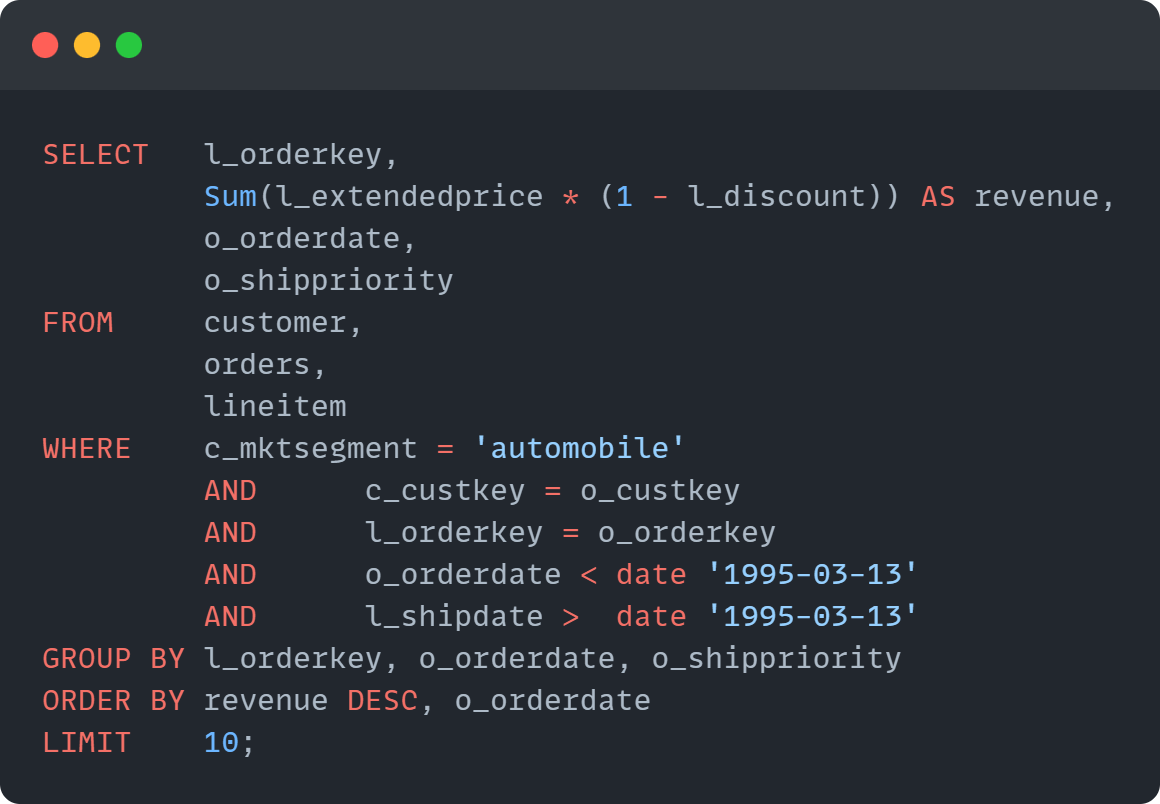 SELECT   l_orderkey,
         Sum(l_extendedprice * (1 - l_discount)) AS revenue,
         o_orderdate,
         o_shippriority
FROM     customer,
         orders,
         lineitem
WHERE    c_mktsegment = 'automobile'
         AND      c_custkey = o_custkey
         AND      l_orderkey = o_orderkey
         AND      o_orderdate < date '1995-03-13'
         AND      l_shipdate >  date '1995-03-13'
GROUP BY l_orderkey, o_orderdate, o_shippriority
ORDER BY revenue DESC, o_orderdate
LIMIT    10;